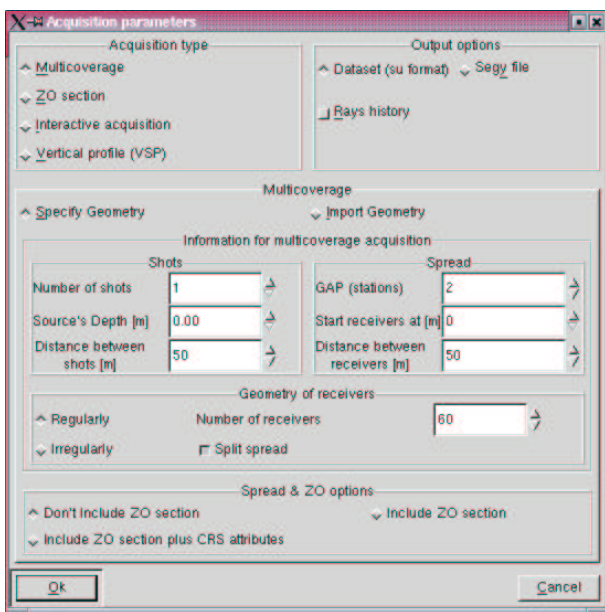 Acquisition parameters
Acquisition type
Multicoverage
ZO section
Interactive acquisition
Vertical profile (VSP)
Output options
Dataset (su format) Segy file
Rays history
Multicoverage
Specify Geometry Import Geometry
Information for multicoverage acquisition
Shots
Number of shots 1
Source's Depth [m] 0.00
Distance between shots [m] 50
Spread
GAP (stations) 2
Start receivers at [m] 0
Distance between receivers [m] 50
Geometry of receivers
Regularly Number of receivers 60
Irregularly Split spread
Spread & ZO options
Don't Include ZO section Include ZO section
Include ZO section plus CRS attributes
Ok Cancel